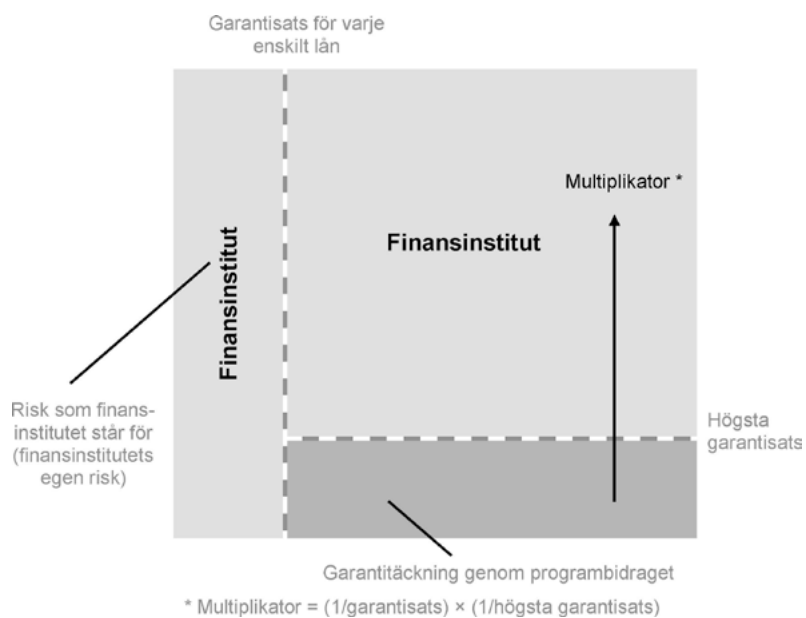 Garantisats för varje
enskilt lån
Multiplikator *
Finansinstitut
Finansinstitut
Risk som finans-
institutet står för
(finansinstitutets
egen risk)
Högsta
garantisats
Garantitäckning genom programbidraget
* Multiplikator = (1/garantisats) × (1/högsta garantisats)